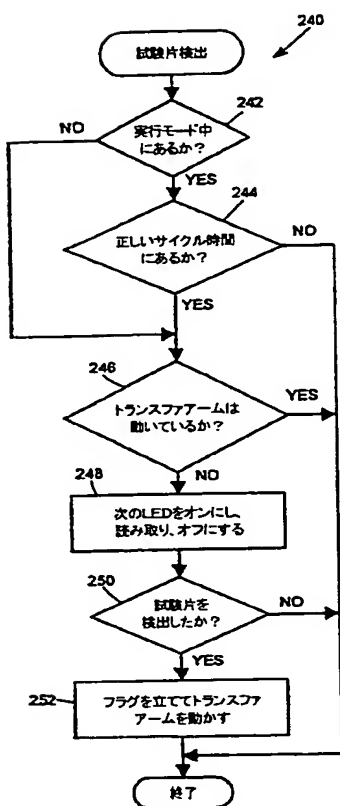 240
試験片検出
242
NO
実行モード中
にあるか?
YES
244
正しいサイクル時間
にあるか?
NO
YES
246
トランスファアームは
動いているか?
YES
NO
248
次のLEDをオンにし、
読み取り、オフにする
250
試験片を
検出したか?
NO
YES
252
フラグを立ててトランスファ
アームを動かす
終了